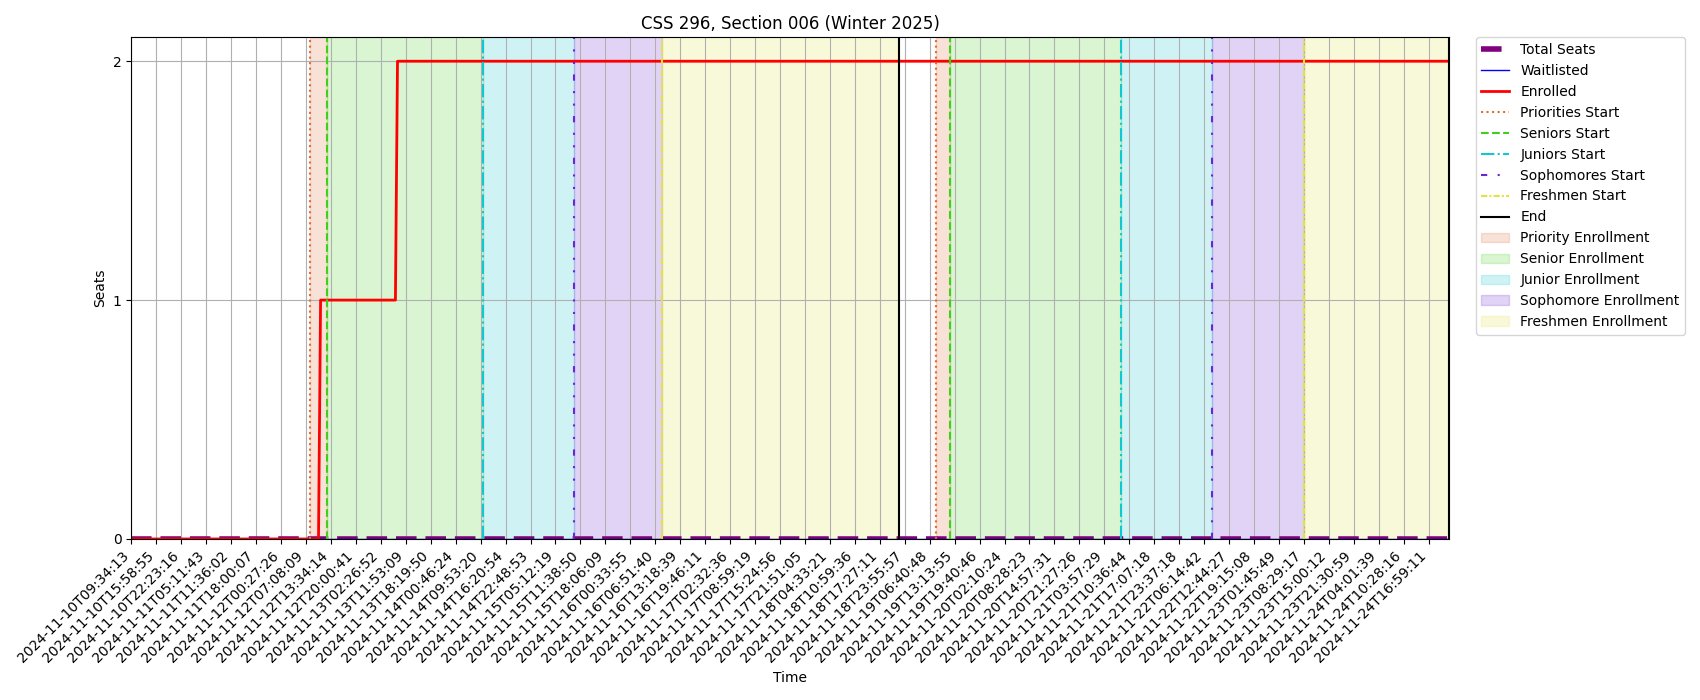 CSS 296, Section 006 (Winter 2025)
Total Seats
Waitlisted
Enrolled
Priorities Start
Seniors Start
Juniors Start
Sophomores Start
Freshmen Start
End
Priority Enrollment
Senior Enrollment
Junior Enrollment
Sophomore Enrollment
Freshmen Enrollment
2
1
0
Seats
2024-11-10T09:34:13
2024-11-10T15:58:55
2024-11-10T22:23:16
2024-11-11T05:11:43
2024-11-11T11:36:02
2024-11-11T18:00:07
2024-11-12T00:27:26
2024-11-12T07:08:09
2024-11-12T13:34:14
2024-11-12T20:00:41
2024-11-13T02:26:52
2024-11-13T11:53:09
2024-11-13T18:19:50
2024-11-14T00:46:24
2024-11-14T09:53:20
2024-11-14T16:20:54
2024-11-14T22:48:53
2024-11-15T05:12:19
2024-11-15T11:38:50
2024-11-15T18:06:09
2024-11-16T00:33:55
2024-11-16T06:51:40
2024-11-16T13:18:39
2024-11-16T19:46:11
2024-11-17T02:32:36
2024-11-17T08:59:19
2024-11-17T15:24:56
2024-11-17T21:51:05
2024-11-18T04:33:21
2024-11-18T10:59:36
2024-11-18T17:27:11
2024-11-18T23:55:57
2024-11-19T06:40:48
2024-11-19T13:13:55
2024-11-19T19:40:46
2024-11-20T02:10:24
2024-11-20T08:28:23
2024-11-20T14:57:31
2024-11-20T21:27:26
2024-11-21T03:57:29
2024-11-21T10:36:44
2024-11-21T17:07:18
2024-11-21T23:37:18
2024-11-22T06:14:42
2024-11-22T12:44:27
2024-11-22T19:15:08
2024-11-23T01:45:49
2024-11-23T08:29:17
2024-11-23T15:00:12
2024-11-23T21:30:59
2024-11-24T04:01:39
2024-11-24T10:28:16
2024-11-24T16:59:11
Time